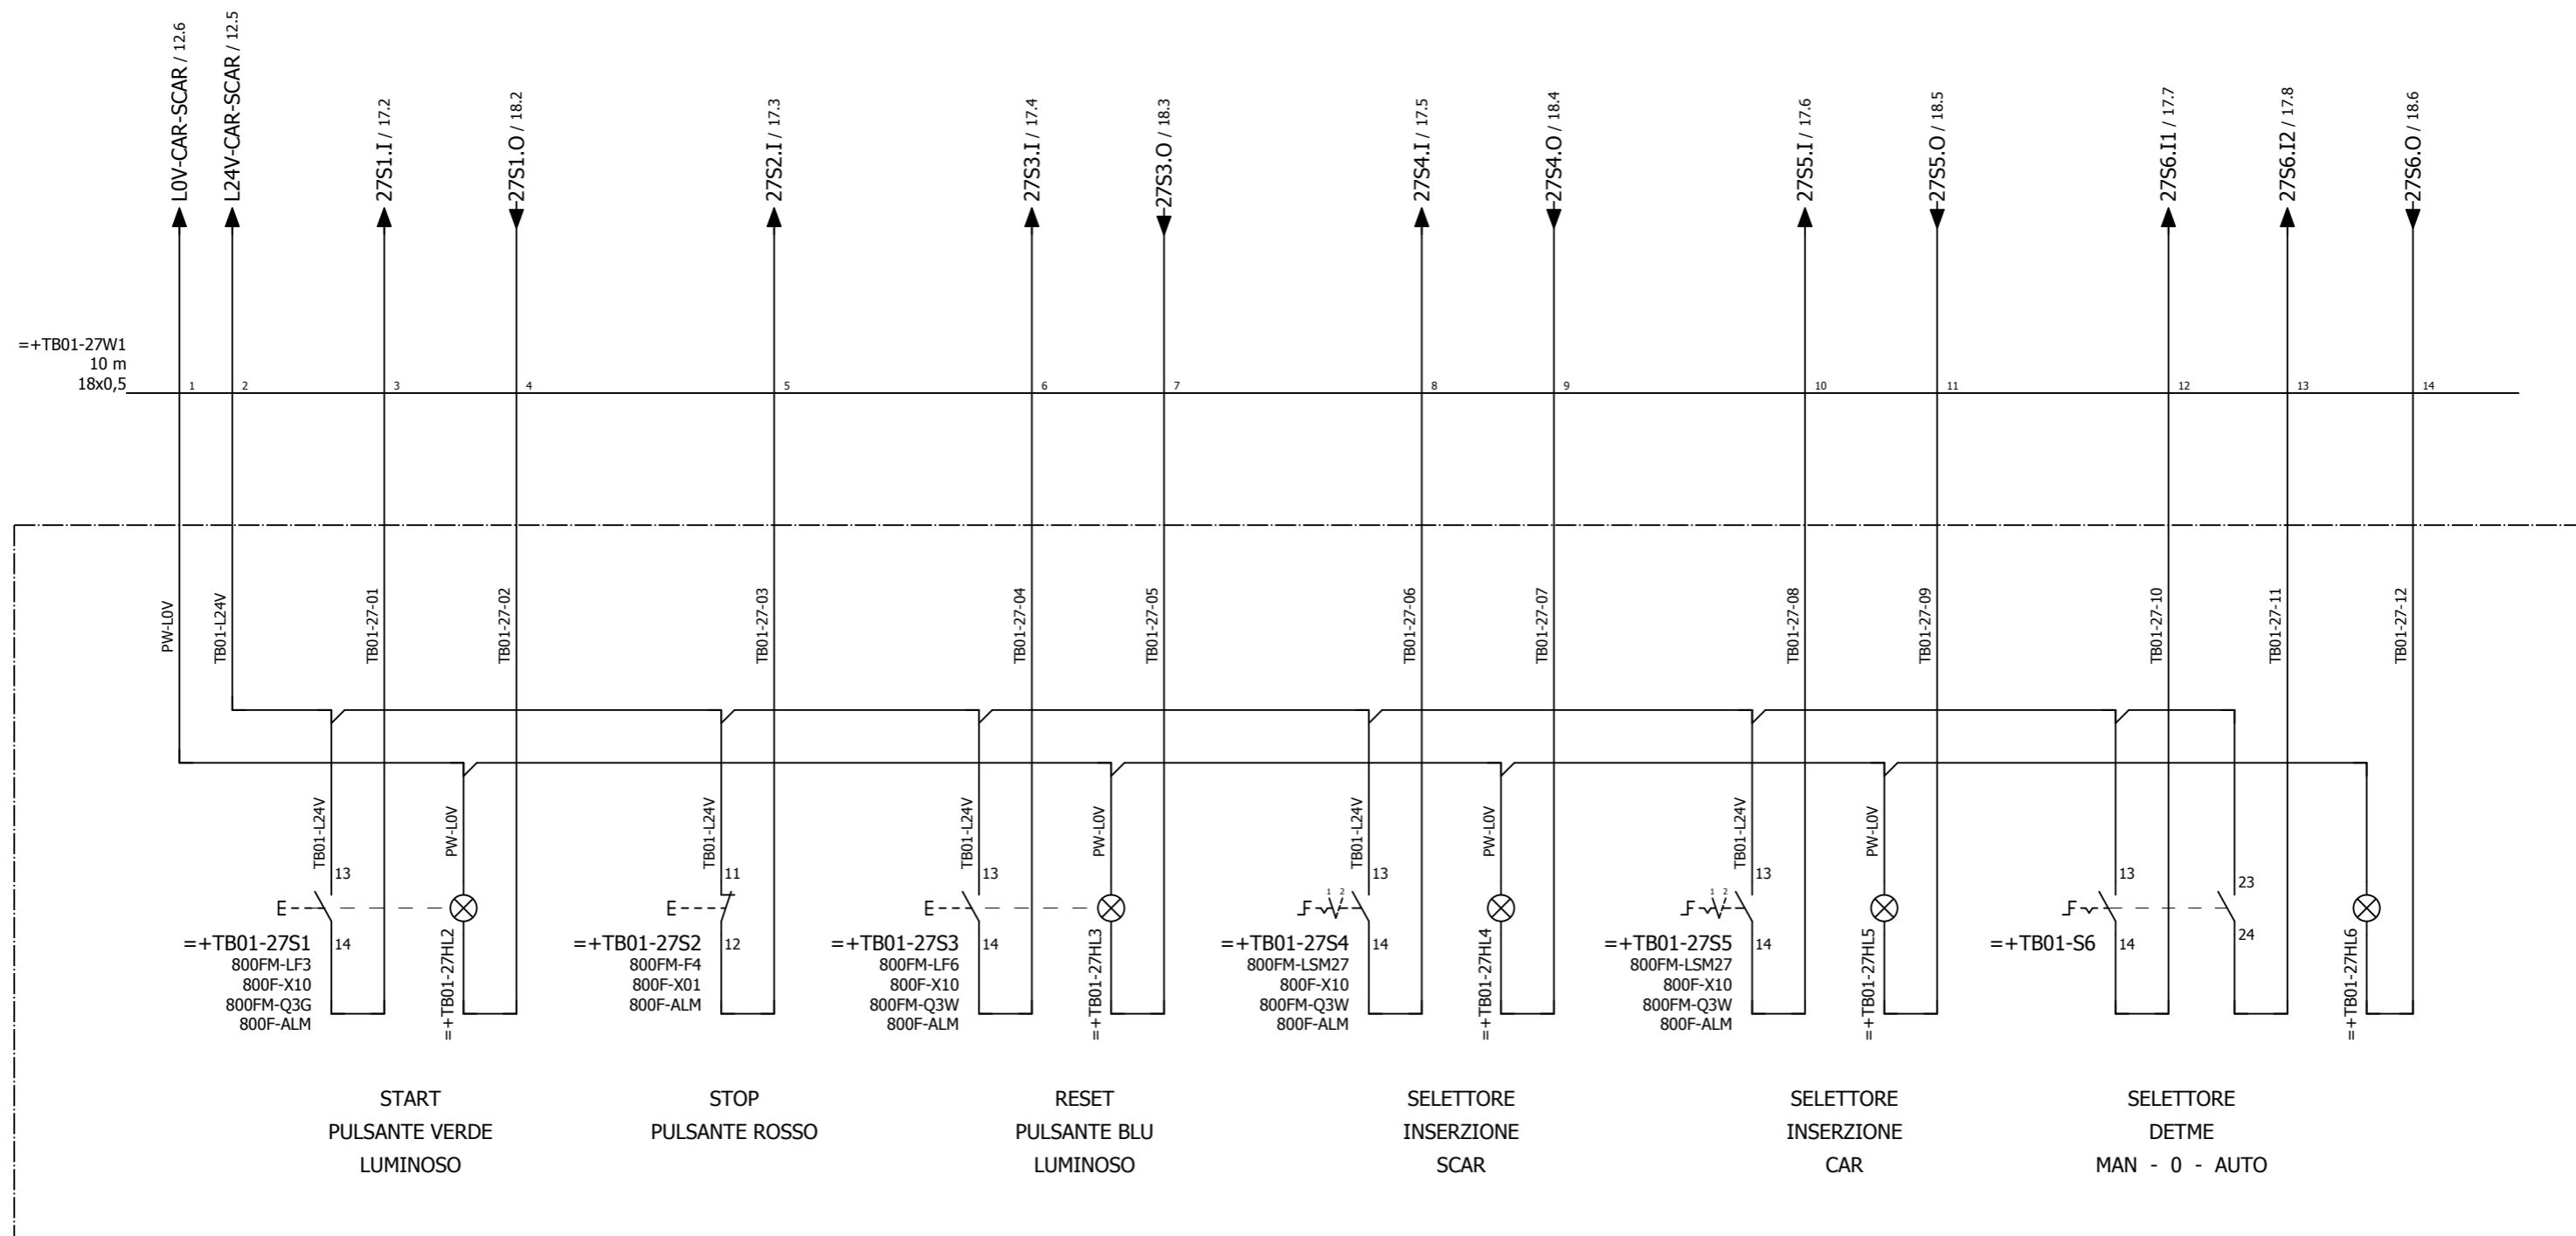 L0V-CAR-SCAR / 12.6
L24V-CAR-SCAR / 12.5
27S1.I / 17.2
27S1.O / 18.2
27S2.I / 17.3
27S3.I / 17.4
27S3.O / 18.3
27S4.I / 17.5
27S4.O / 18.4
27S5.I / 17.6
27S5.O / 18.5
27S6.I1 / 17.7
27S6.I2 / 17.8
27S6.O / 18.6
=+TB01-27W1
10 m
18x0,5
1 2 3 4 5 6 7 8 9 10 11 12 13 14
PW-L0V
TB01-L24V
TB01-27-01
TB01-27-02
TB01-27-03
TB01-27-04
TB01-27-05
TB01-27-06
TB01-27-07
TB01-27-08
TB01-27-09
TB01-27-10
TB01-27-11
TB01-27-12
TB01-L24V
13
E
14
=+TB01-27S1
800FM-LF3
800F-X10
800FM-Q3G
800F-ALM
PW-L0V
=+TB01-27HL2
START
PULSANTE VERDE
LUMINOSO
TB01-L24V
11
E
12
=+TB01-27S2
800FM-F4
800F-X01
800F-ALM
STOP
PULSANTE ROSSO
TB01-L24V
13
E
14
=+TB01-27S3
800FM-LF6
800F-X10
800FM-Q3W
800F-ALM
PW-L0V
=+TB01-27HL3
RESET
PULSANTE BLU
LUMINOSO
TB01-L24V
13
1 2
14
=+TB01-27S4
800FM-LSM27
800F-X10
800FM-Q3W
800F-ALM
PW-L0V
=+TB01-27HL4
SELETTORE
INSERZIONE
SCAR
TB01-L24V
13
1 2
14
=+TB01-27S5
800FM-LSM27
800F-X10
800FM-Q3W
800F-ALM
PW-L0V
=+TB01-27HL5
SELETTORE
INSERZIONE
CAR
13
14
=+TB01-S6
23
24
=+TB01-27HL6
SELETTORE
DETME
MAN - 0 - AUTO